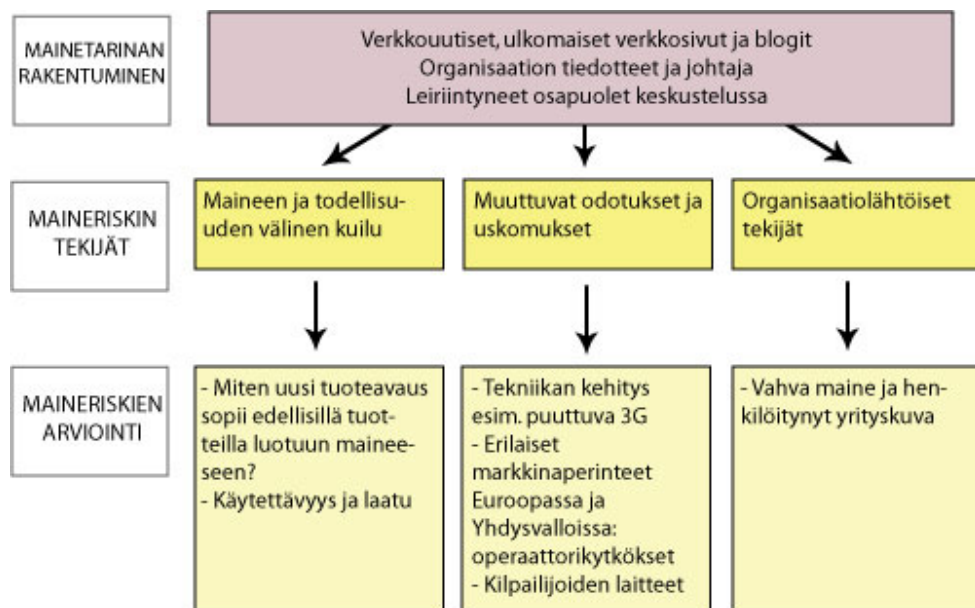 MAINETARINAN
RAKENTUMINEN
Verkkouutiset, ulkomaiset verkkosivut ja blogit
Organisaation tiedotteet ja johtaja
Leiriintyneet osapuolet keskustelussa
MAINERISKIN
TEKIJÄT
Maineen ja todellisu-
uden välinen kuilu
Muuttuvat odotukset ja
uskomukset
Organisaatiolähtöiset
tekijät
MAINERISKIEN
ARVIOINTI
- Miten uusi tuoteavaus
sopii edellisillä tuot-
teilla luotuun mainee-
seen?
- Käytettävyys ja laatu
- Tekniikan kehitys
esim. puuttuva 3G
- Erilaiset
markkinaperinteet
Euroopassa ja
Yhdysvalloissa:
operaattorikytkökset
- Kilpailijoiden laitteet
- Vahva maine ja hen-
kilöitynyt yrityskuva